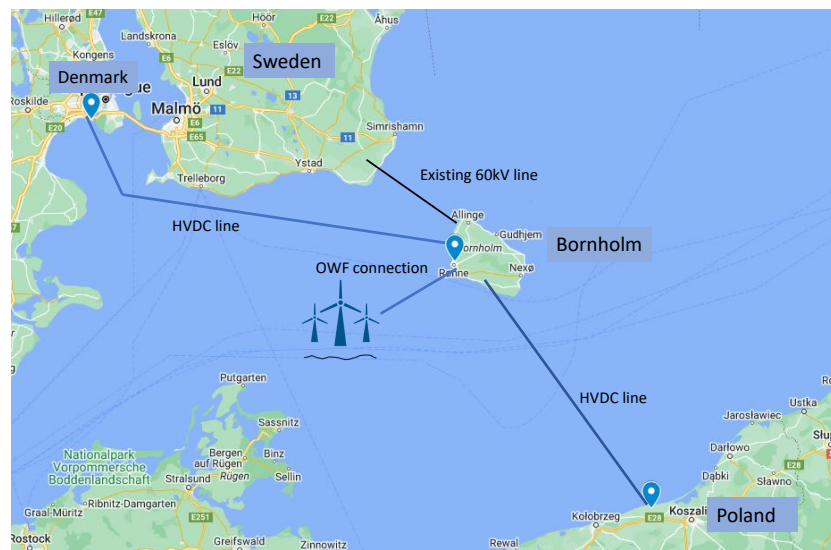 Hillerød
E47
Höör
E22
Åhus
Landskrona
Eslöv
Kongens
E6
E22
Sweden
Denmark
Lund
Roskilde
Malmö
11
E6
13
E20
E65
Simrishamn
11
Ystad
Trelleborg
Existing 60kV line
Allinge
HVDC line
Gudhjem
Bornholm
OWF connection
Rønne
Nexø
Putgarten
HVDC line
Sassnitz
Jarosławiec
Ustka
Nationalpark
Vorpommersche
Boddenlandschaft
Bergen
auf Rügen
Binz
Darłowo
E28
Stralsund
Rügen
Sellin
Dąbki
Sławno
Ribnitz-Damgarten
Graal-Müritz
E251
Kołobrzeg
E28
Koszali
Poland
Rostock
Greifswald
Zinnowitz
Rewal